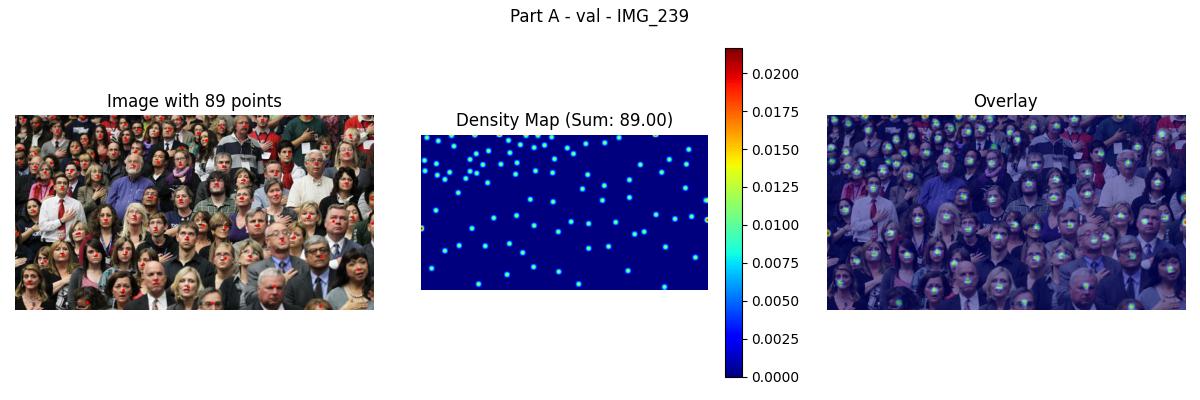 Part A - val - IMG_239
Image with 89 points
Density Map (Sum: 89.00)
Overlay
0.0200
0.0175
0.0150
0.0125
0.0100
0.0075
0.0050
0.0025
0.0000